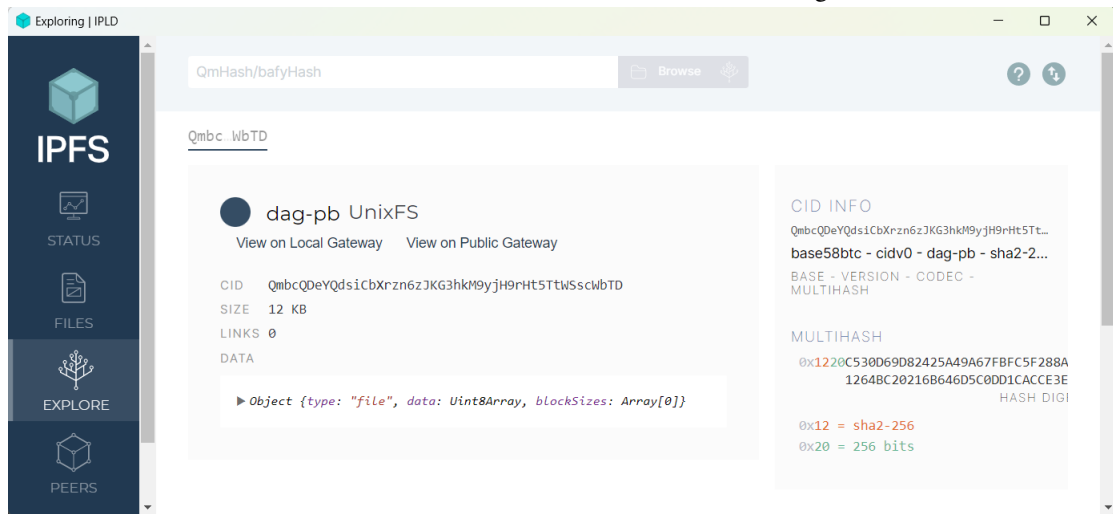 Exploring | IPLD
IPFS
STATUS
FILES
EXPLORE
PEERS
QmHash/bafyHash
Browse
Qmbc…WbTD
dag-pb UnixFS
View on Local Gateway View on Public Gateway
CID QmbcQDeYQdsiCbXrzn6zJKG3hkM9yjH9rHt5TtWSscWbTD
SIZE 12 KB
LINKS 0
DATA
▶ Object {type: "file", data: Uint8Array, blockSizes: Array[0]}
CID INFO
QmbcQDeYQdsiCbXrzn6zJKG3hkM9yjH9rHt5Tt…
base58btc - cidv0 - dag-pb - sha2-2...
BASE - VERSION - CODEC -
MULTIHASH
MULTIHASH
0x1220C530D69D82425A49A67FBFC5F288A
1264BC20216B646D5C0DD1CACCE3E
HASH DIGE
0x12 = sha2-256
0x20 = 256 bits